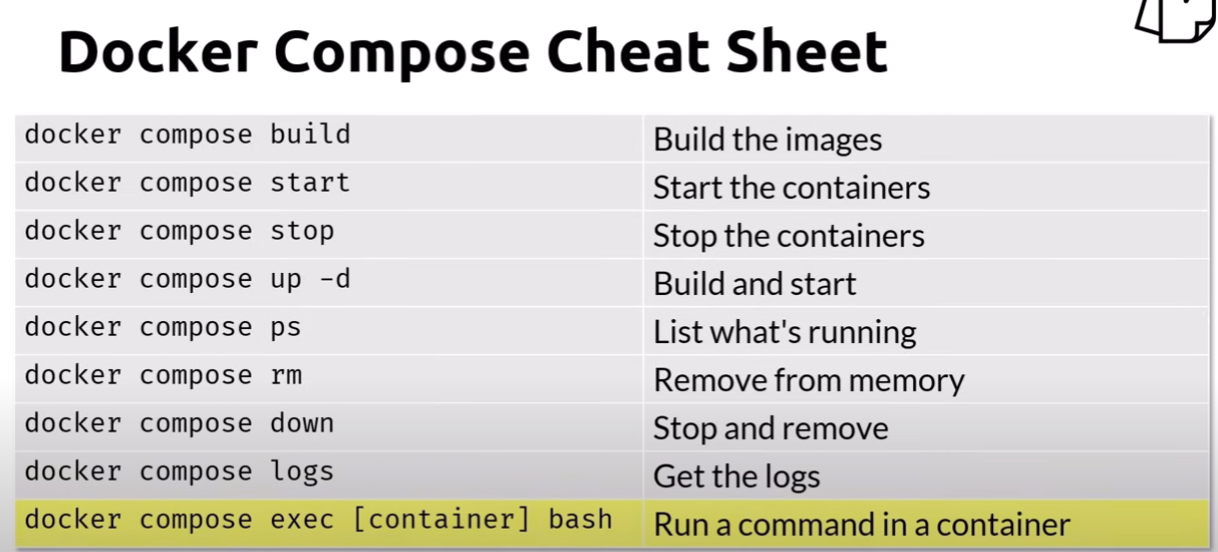 Docker Compose Cheat Sheet
docker compose build Build the images
docker compose start Start the containers
docker compose stop Stop the containers
docker compose up -d Build and start
docker compose ps List what's running
docker compose rm Remove from memory
docker compose down Stop and remove
docker compose logs Get the logs
docker compose exec [container] bash Run a command in a container